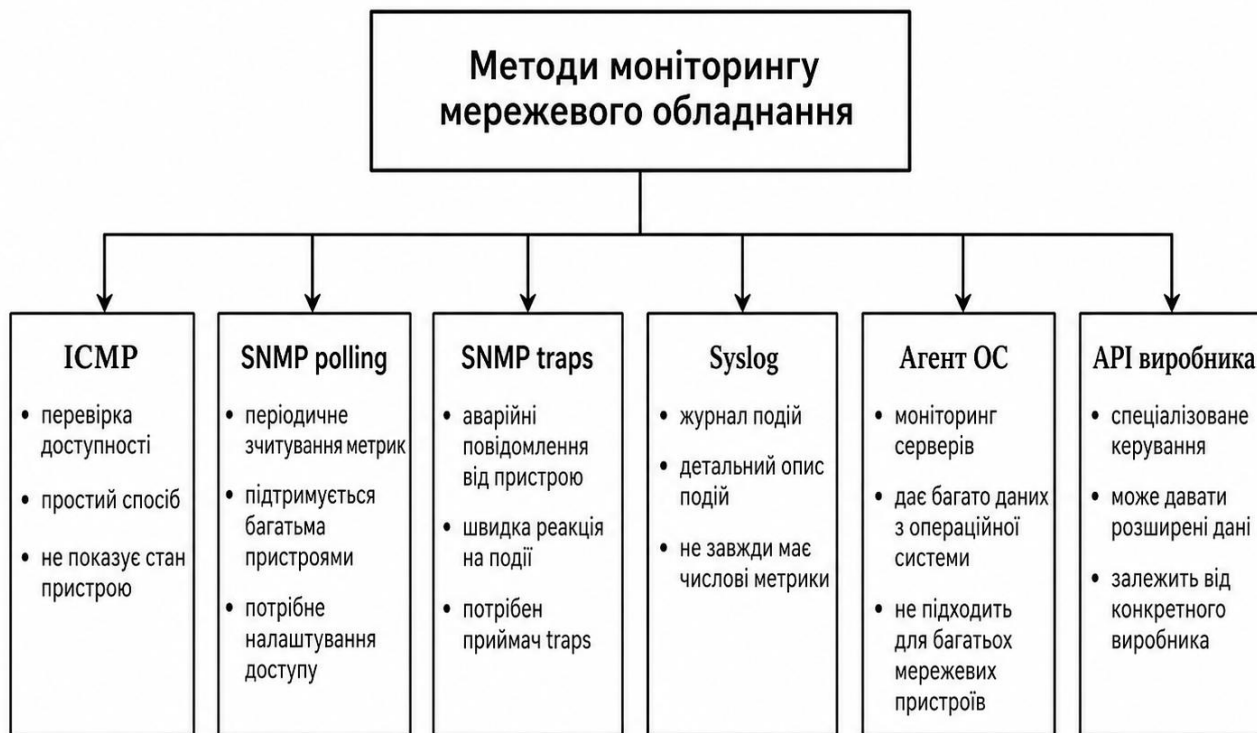 Методи моніторингу
мережевого обладнання
ICMP
• перевірка
доступності
• простий спосіб
• не показує стан
пристрою
SNMP polling
• періодичне
зчитування метрик
• підтримується
багатьма
пристроями
• потрібне
налаштування
доступу
SNMP traps
• аварійні
повідомлення
від пристрою
• швидка реакція
на події
• потрібен
приймач traps
Syslog
• журнал подій
• детальний опис
подій
• не завжди має
числові метрики
Агент ОС
• моніторинг
серверів
• дає багато даних
з операційної
системи
• не підходить
для багатьох
мережевих
пристроїв
API виробника
• спеціалізоване
керування
• може давати
розширені дані
• залежить від
конкретного
виробника